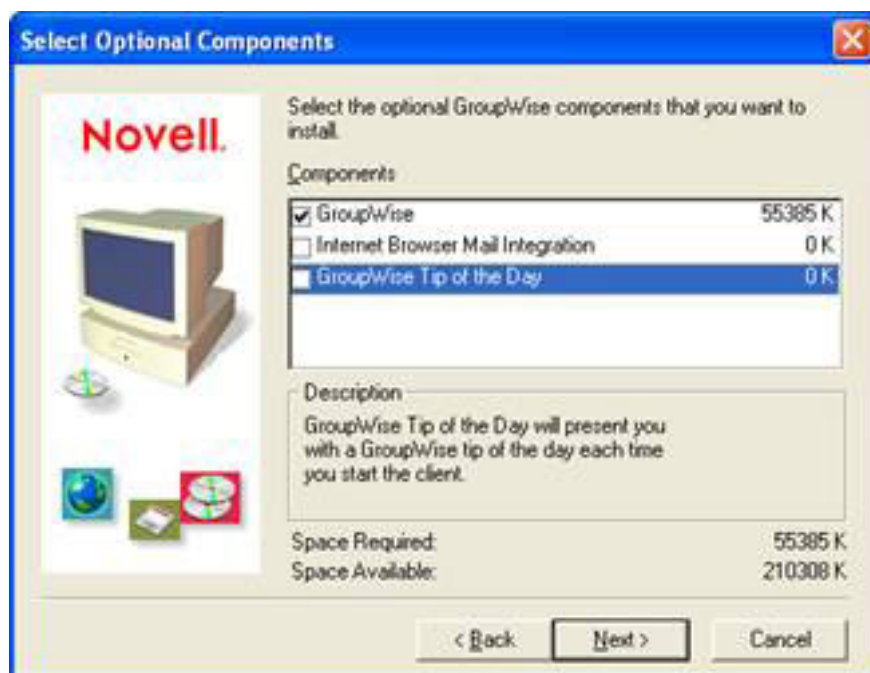 Select Optional Components
Novell.
Select the optional GroupWise components that you want to
install.
Components
GroupWise 55385 K
Internet Browser Mail Integration 0 K
GroupWise Tip of the Day 0 K
Description
GroupWise Tip of the Day will present you
with a GroupWise tip of the day each time
you start the client.
Space Required: 55385 K
Space Available: 210308 K
< Back Next > Cancel